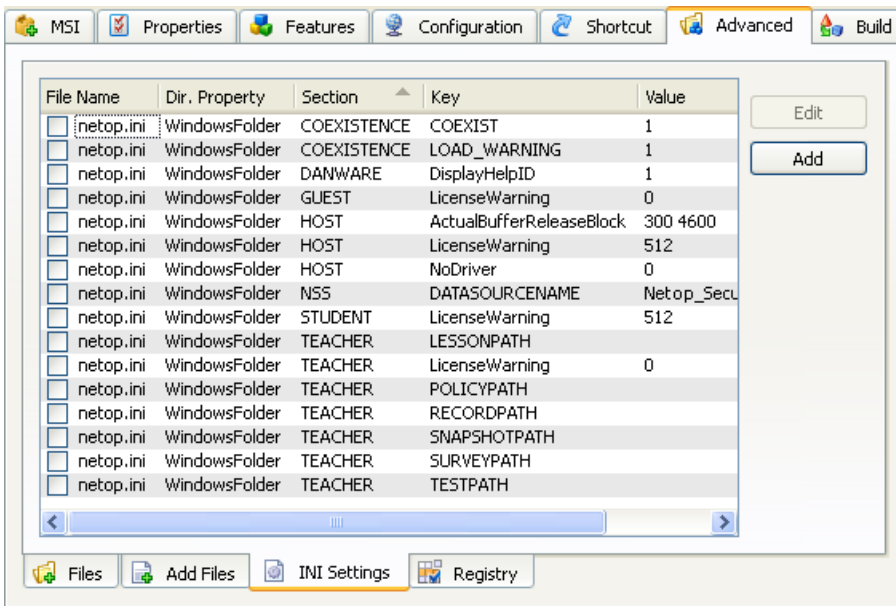 MSI Properties Features Configuration Shortcut Advanced Build
File Name Dir. Property Section Key Value
Edit
netop.ini WindowsFolder COEXISTENCE COEXIST 1
netop.ini WindowsFolder COEXISTENCE LOAD_WARNING 1
Add
netop.ini WindowsFolder DANWARE DisplayHelpID 1
netop.ini WindowsFolder GUEST LicenseWarning 0
netop.ini WindowsFolder HOST ActualBufferReleaseBlock 300 4600
netop.ini WindowsFolder HOST LicenseWarning 512
netop.ini WindowsFolder HOST NoDriver 0
netop.ini WindowsFolder NSS DATASOURCENAME Netop_Secu
netop.ini WindowsFolder STUDENT LicenseWarning 512
netop.ini WindowsFolder TEACHER LESSONPATH
netop.ini WindowsFolder TEACHER LicenseWarning 0
netop.ini WindowsFolder TEACHER POLICYPATH
netop.ini WindowsFolder TEACHER RECORDPATH
netop.ini WindowsFolder TEACHER SNAPSHOTPATH
netop.ini WindowsFolder TEACHER SURVEYPATH
netop.ini WindowsFolder TEACHER TESTPATH
Files Add Files INI Settings Registry